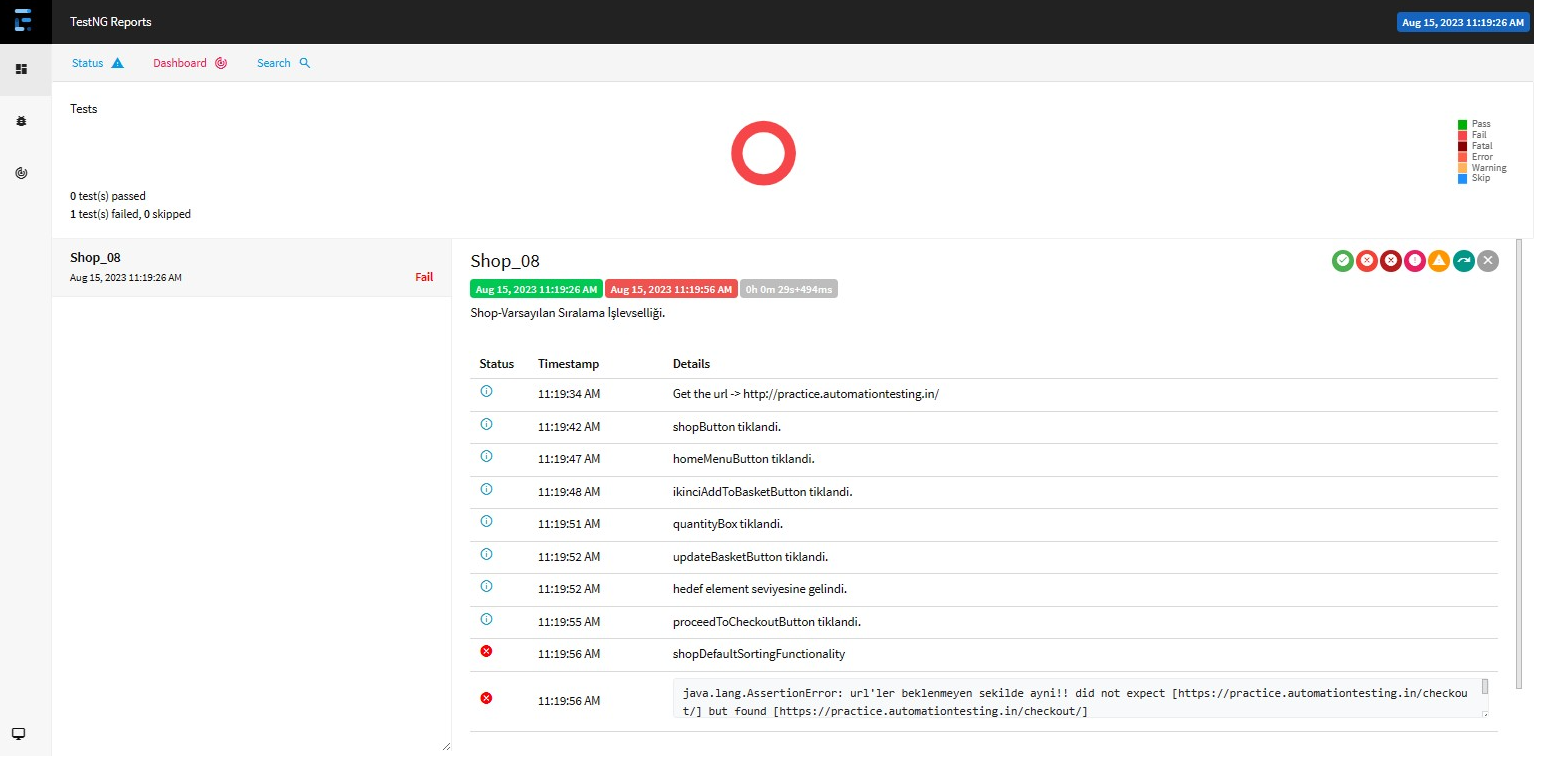 TestNG Reports
Aug 15, 2023 11:19:26 AM
Status
Dashboard
Search
Tests
Pass
Fail
Fatal
Error
Warning
Skip
0 test(s) passed
1 test(s) failed, 0 skipped
Shop_08
Aug 15, 2023 11:19:26 AM
Fail
Shop_08
Aug 15, 2023 11:19:26 AM Aug 15, 2023 11:19:56 AM 0h 0m 29s+494ms
Shop-Varsayılan Sıralama İşlevselliği.
Status Timestamp Details
11:19:34 AM Get the url -> http://practice.automationtesting.in/
11:19:42 AM shopButton tiklandi.
11:19:47 AM homeMenuButton tiklandi.
11:19:48 AM ikinciAddToBasketButton tiklandi.
11:19:51 AM quantityBox tiklandi.
11:19:52 AM updateBasketButton tiklandi.
11:19:52 AM hedef element seviyesine gelindi.
11:19:55 AM proceedToCheckoutButton tiklandi.
11:19:56 AM shopDefaultSortingFunctionality
11:19:56 AM java.lang.AssertionError: url'ler beklenmeyen sekilde ayni!! did not expect [https://practice.automationtesting.in/checkou
t/] but found [https://practice.automationtesting.in/checkout/]